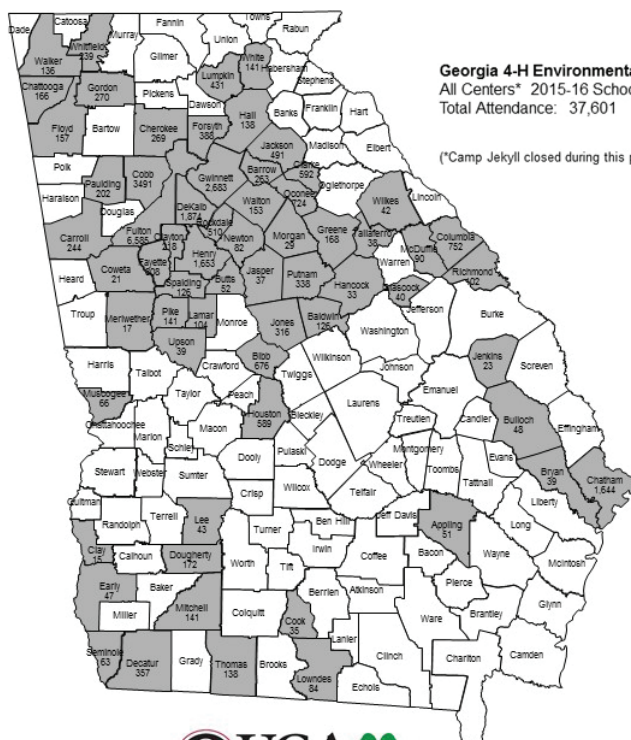 Georgia 4-H Environmenta
All Centers* 2015-16 Schoo
Total Attendance: 37,601
(*Camp Jekyll closed during this p
Dade
Catoosa
Whitfield
239
Murray
Fannin
Union
Towns
Rabun
Walker
136
Gilmer
Lumpkin
431
White
141
Habersham
Stephens
Chattooga
166
Gordon
270
Pickens
Dawson
Banks
Franklin
Hart
Floyd
157
Bartow
Cherokee
269
Forsyth
388
Hall
138
Jackson
491
Madison
Elbert
Polk
Paulding
202
Cobb
3491
Gwinnett
2,683
Barrow
263
Clarke
592
Oconee
724
Oglethorpe
Wilkes
42
Lincoln
Haralson
Douglas
Fulton
6,585
DeKalb
1,874
Rockdale
510
Walton
153
Newton
82
Morgan
29
Greene
168
Taliaferro
38
McDuffie
90
Columbia
752
Carroll
244
Clayton
Fayette
Henry
1,653
Warren
Richmond
Heard
Coweta
21
Spalding
126
Butts
52
Jasper
37
Putnam
338
Hancock
33
Glascock
40
Troup
Meriwether
17
Pike
141
Lamar
104
Monroe
Jones
316
Baldwin
126
Washington
Jefferson
Burke
Upson
39
Harris
Talbot
Crawford
Bibb
676
Twiggs
Wilkinson
Johnson
Jenkins
23
Screven
Muscogee
66
Taylor
Peach
Houston
589
Bleckley
Laurens
Emanuel
Chattahoochee
Marion
Macon
Treutlen
Candler
Bulloch
48
Effingham
Schley
Stewart
Webster
Sumter
Dooly
Pulaski
Dodge
Wheeler
Montgomery
Toombs
Evans
Tattnall
Bryan
39
Chatham
1,644
Quitman
Randolph
Terrell
Lee
43
Crisp
Wilcox
Telfair
Jeff Davis
Appling
51
Long
Liberty
Clay
15
Calhoun
Dougherty
172
Worth
Turner
Ben Hill
Irwin
Tift
Coffee
Bacon
Wayne
McIntosh
Early
47
Baker
Miller
Mitchell
141
Colquitt
Berrien
Cook
35
Atkinson
Pierce
Ware
Brantley
Glynn
Seminole
63
Decatur
357
Grady
Thomas
138
Brooks
Lowndes
84
Lanier
Echols
Clinch
Charlton
Camden
UGA